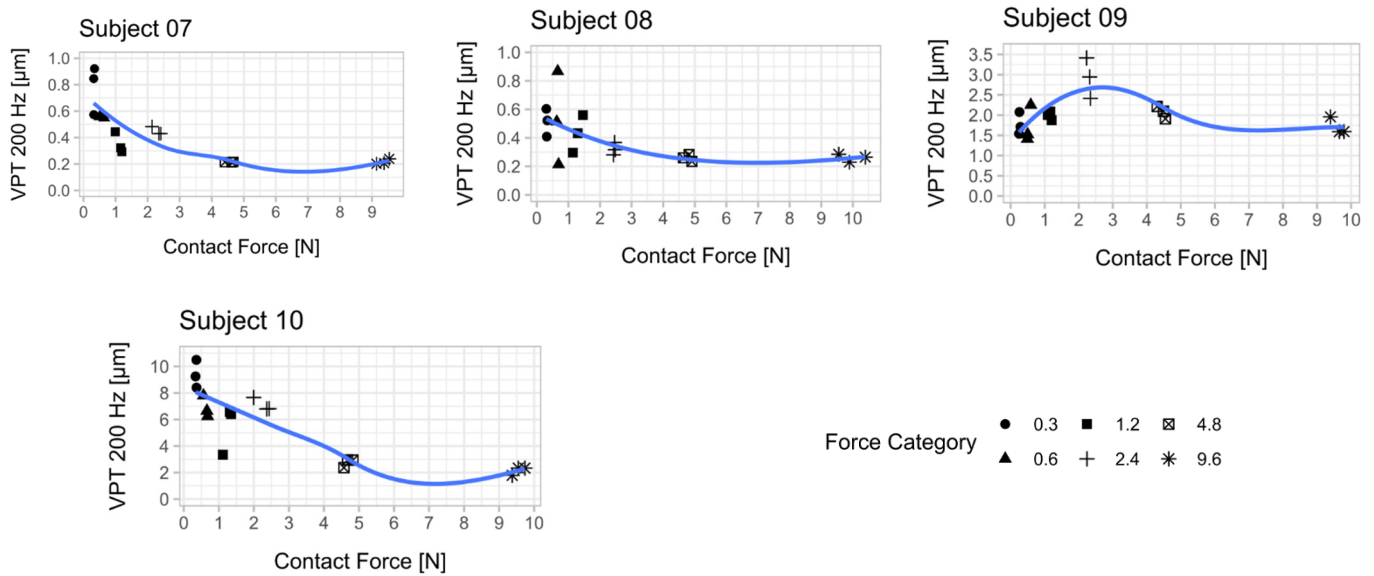 Subject 07
VPT 200 Hz [µm]
1.0
0.8
0.6
0.4
0.2
0.0
0 1 2 3 4 5 6 7 8 9
Contact Force [N]
Subject 08
VPT 200 Hz [µm]
1.0
0.8
0.6
0.4
0.2
0.0
0 1 2 3 4 5 6 7 8 9 10
Contact Force [N]
Subject 09
VPT 200 Hz [µm]
3.5
3.0
2.5
2.0
1.5
1.0
0.5
0.0
0 1 2 3 4 5 6 7 8 9 10
Contact Force [N]
Subject 10
VPT 200 Hz [µm]
10
8
6
4
2
0
0 1 2 3 4 5 6 7 8 9 10
Contact Force [N]
Force Category
0.3 1.2 4.8
0.6 2.4 9.6